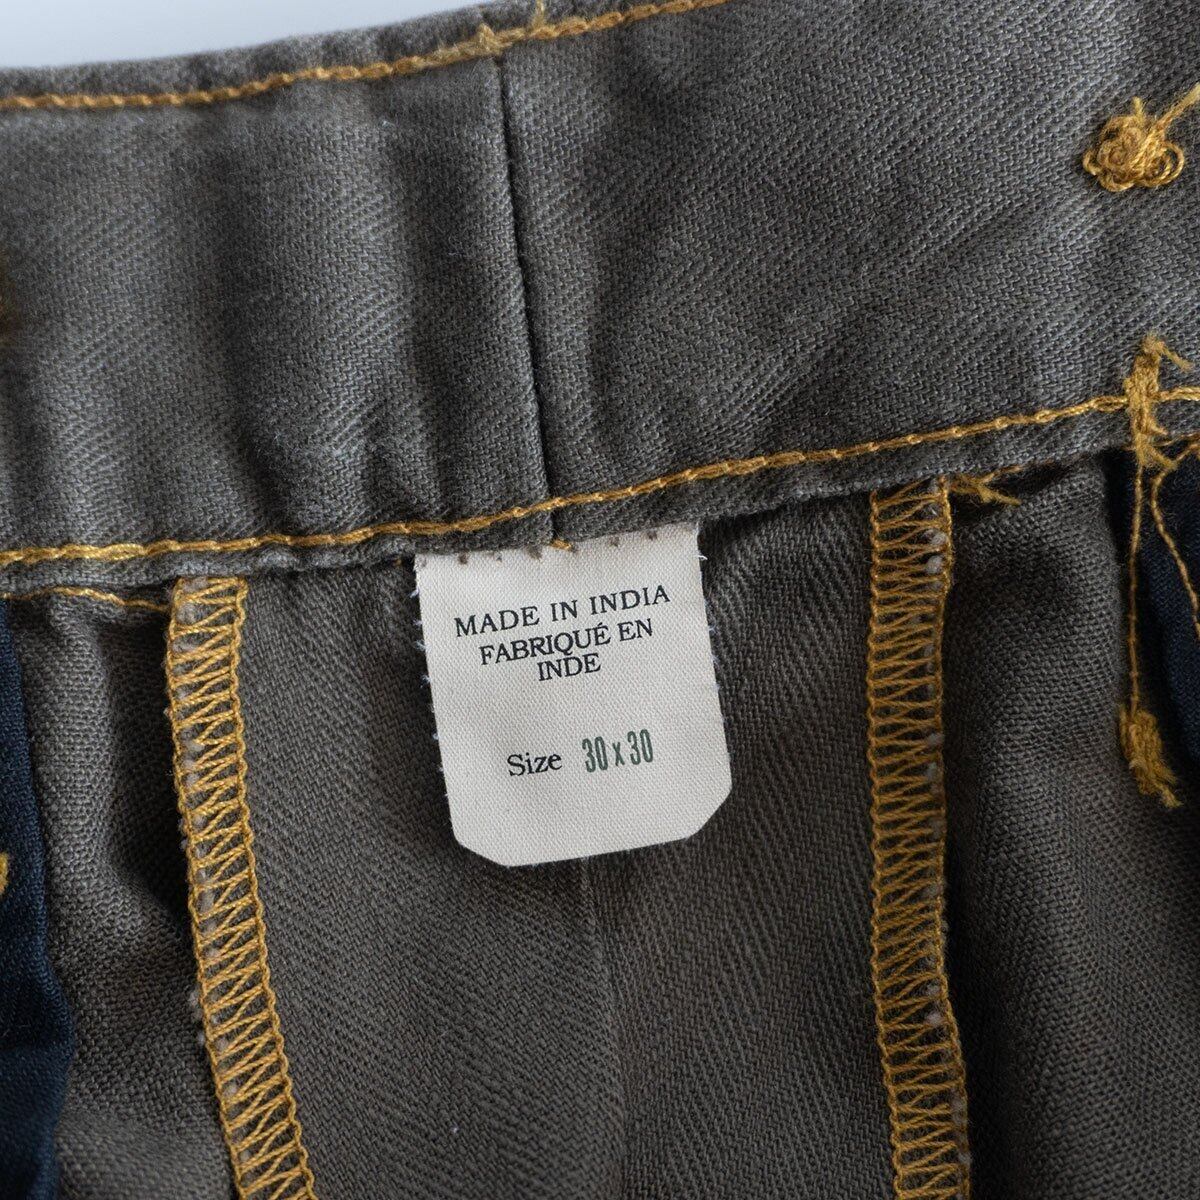 MADE IN INDIA
FABRIQUÉ EN
INDE
Size 30 x 30